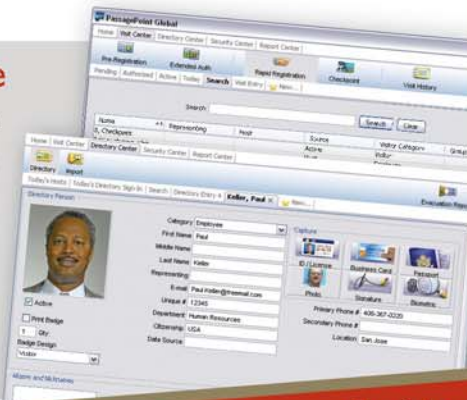 e
PassagePoint Global
Home Visit Center Directory Center Security Center Report Center
Pre-Registration Extended Auth Rapid Registration Checkpoint Visit History
Pending Authorized Active Today Search Visit Entry New...
Search Search Clear
Name Representing Host Source Visitor Category Group
Active Visitor
Home Visit Center Directory Center Security Center Report Center
Directory Import Evacuation
Today's Hosts Today's Directory Sign-In Search Directory Entry Keller, Paul New...
Directory Person
Category Employee
First Name Paul
Middle Name
Last Name Keller
Representing
E-mail Paul Keller@freemail.com
Unique # 12345
Department Human Resources
Citizenship USA
Data Source
Capture
ID / License Business Card Passport
Photo Signature Biometric
Primary Phone # 408-367-0220
Secondary Phone #
Location San Jose
Active
Print Badge
1 Qty
Badge Design
Visitor
Aliases and Nicknames